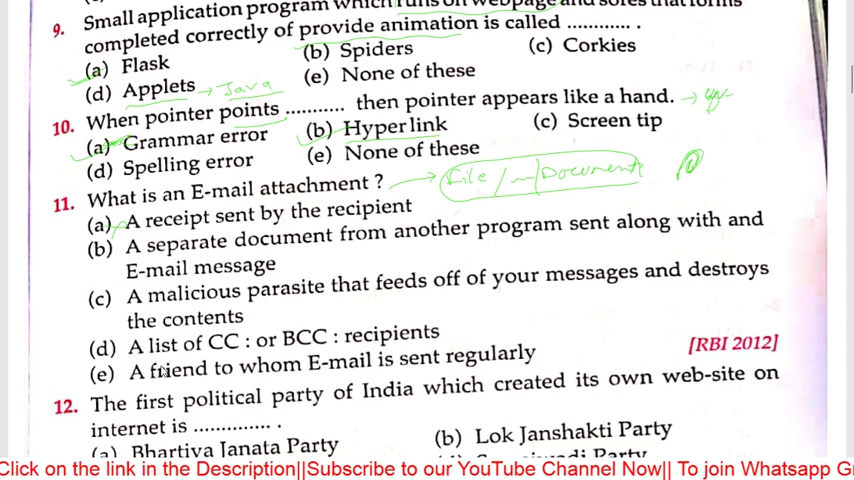 9. Small application program which runs on webpage and that forms
completed correctly of provide animation is called ............ .
(a) Flask (b) Spiders (c) Corkies
(d) Applets → Java (e) None of these
10. When pointer points ........... then pointer appears like a hand. →
(a) Grammar error (b) Hyper link (c) Screen tip
(d) Spelling error (e) None of these
11. What is an E-mail attachment ? → File / / Document
(a) A receipt sent by the recipient
(b) A separate document from another program sent along with and
E-mail message
(c) A malicious parasite that feeds off of your messages and destroys
the contents
(d) A list of CC : or BCC : recipients
(e) A friend to whom E-mail is sent regularly [RBI 2012]
12. The first political party of India which created its own web-site on
internet is .............. .
(a) Bhartiya Janata Party (b) Lok Janshakti Party
Party
Click on the link in the Description||Subscribe to our YouTube Channel Now|| To join Whatsapp Gr